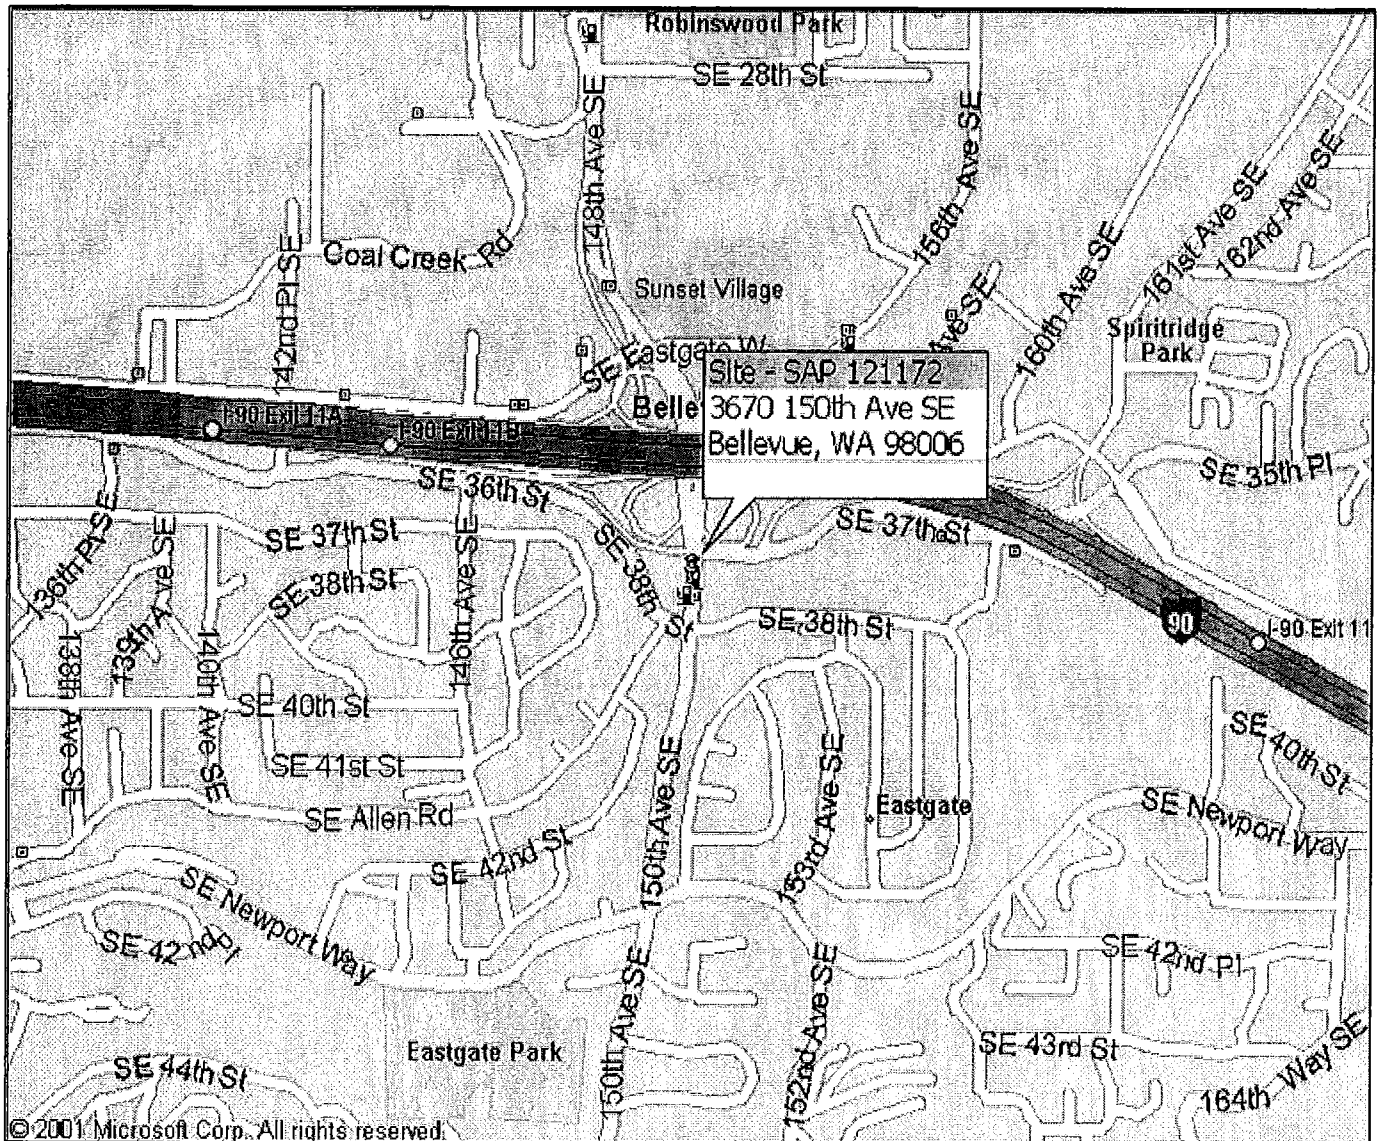 Robinswood Park
SE 28th St
148th Ave SE
156th Ave SE
160th Ave SE
161st Ave SE
162nd Ave SE
Coal Creek Rd
142nd Pl SE
Sunset Village
Spiritridge
Park
SE Eastgate W
Ave SE
Site - SAP 121172
3670 150th Ave SE
Bellevue, WA 98006
Belle
I-90 Exit 11A
I-90 Exit 11B
SE 36th St
SE 35th Pl
SE 37th St
SE 37th St
136th Pl SE
SE 38th St
SE 38th St
SE 38th St
90
I-90 Exit 11
138th Ave SE
139th Ave SE
140th Ave SE
146th Ave SE
SE 40th St
SE 40th St
SE 41st St
150th Ave SE
153rd Ave SE
Eastgate
SE Allen Rd
SE Newport Way
SE 42nd St
SE Newport Way
SE 42nd Pl
SE 42nd Pl
150th Ave SE
152nd Ave SE
Eastgate Park
SE 43rd St
SE 44th St
164th Way SE
© 2001 Microsoft Corp. All rights reserved.